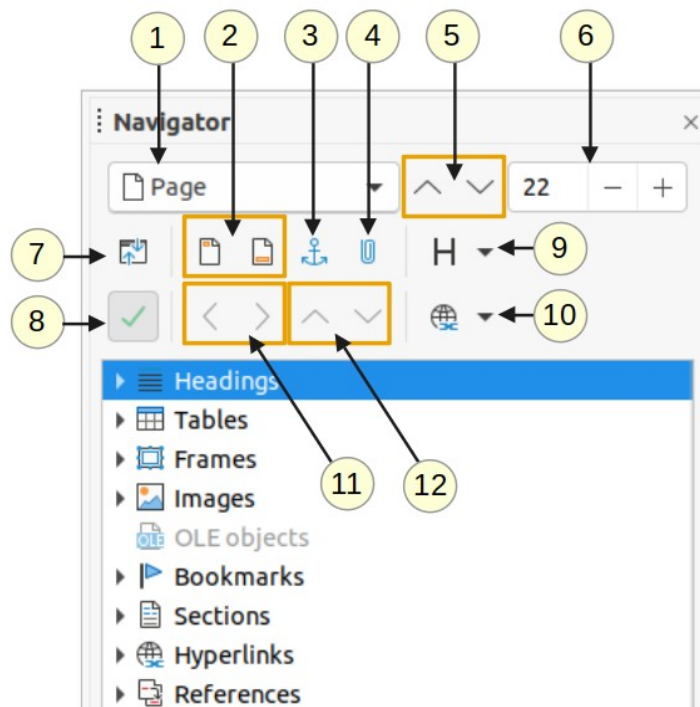 1 2 3 4 5 6
Navigator
Page 22
7 9
H
8 10
Headings
Tables
Frames
11 12
Images
OLE OLE objects
Bookmarks
Sections
Hyperlinks
References